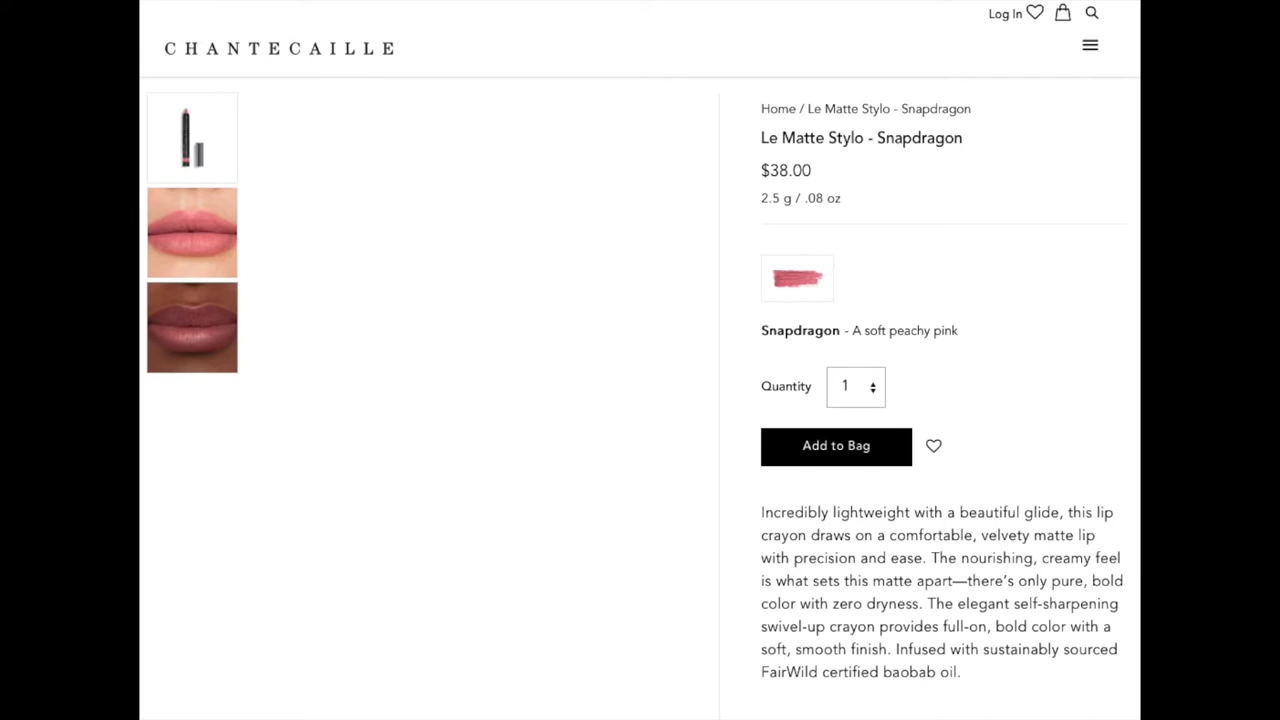 Log In
CHANTECAILLE
Home / Le Matte Stylo - Snapdragon
Le Matte Stylo - Snapdragon
$38.00
2.5 g / .08 oz
Snapdragon - A soft peachy pink
Quantity 1
Add to Bag
Incredibly lightweight with a beautiful glide, this lip
crayon draws on a comfortable, velvety matte lip
with precision and ease. The nourishing, creamy feel
is what sets this matte apart—there's only pure, bold
color with zero dryness. The elegant self-sharpening
swivel-up crayon provides full-on, bold color with a
soft, smooth finish. Infused with sustainably sourced
FairWild certified baobab oil.